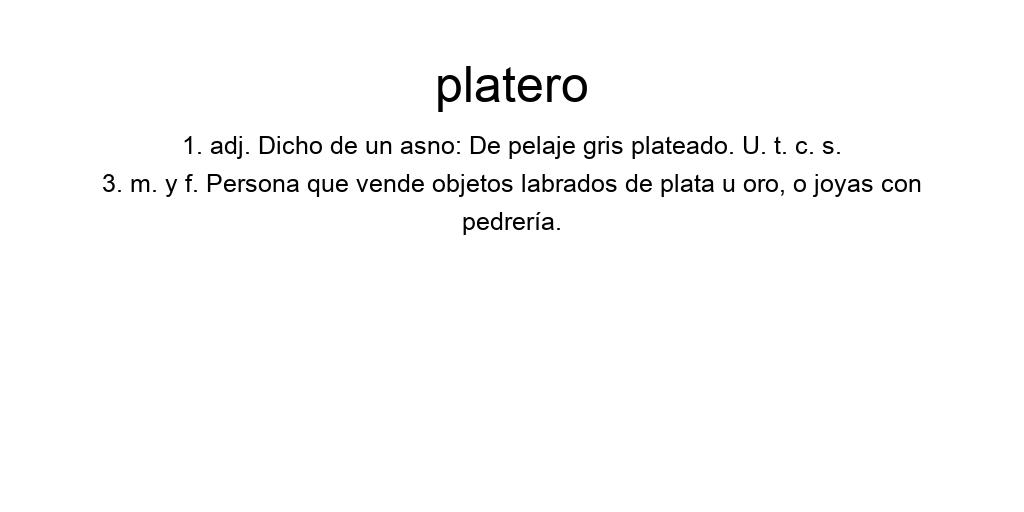 platero
1. adj. Dicho de un asno: De pelaje gris plateado. U. t. c. s.
3. m. y f. Persona que vende objetos labrados de plata u oro, o joyas con
pedrería.